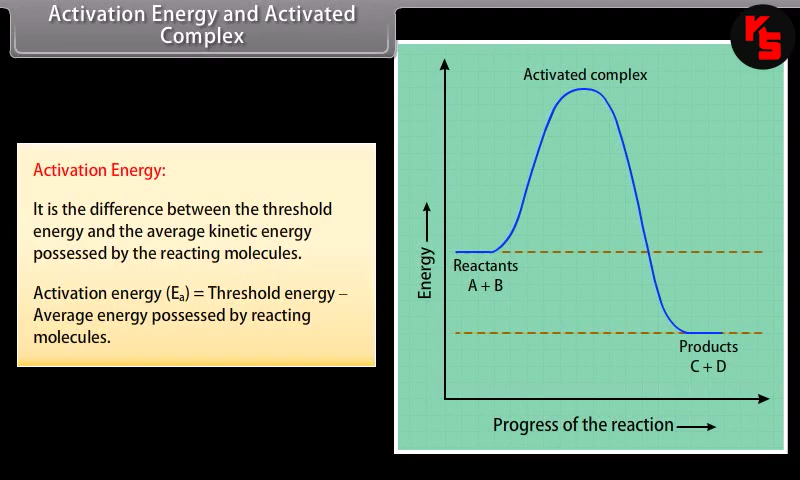 Activation Energy and Activated
Complex
KS
Activation Energy:
It is the difference between the threshold
energy and the average kinetic energy
possessed by the reacting molecules.
Activation energy (Eₐ) = Threshold energy –
Average energy possessed by reacting
molecules.
Activated complex
Energy
Reactants
A + B
Products
C + D
Progress of the reaction